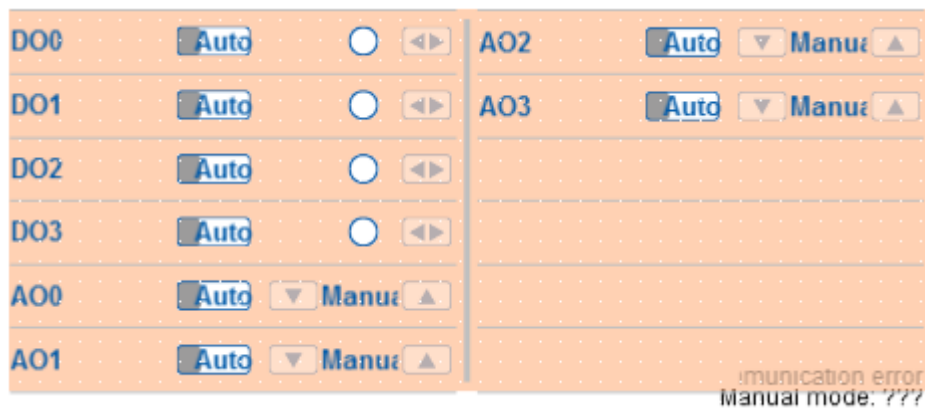 DO0 Auto
DO1 Auto
DO2 Auto
DO3 Auto
AO0 Auto Manua
AO1 Auto Manua
AO2 Auto Manua
AO3 Auto Manua
munication error
Manual mode: ???